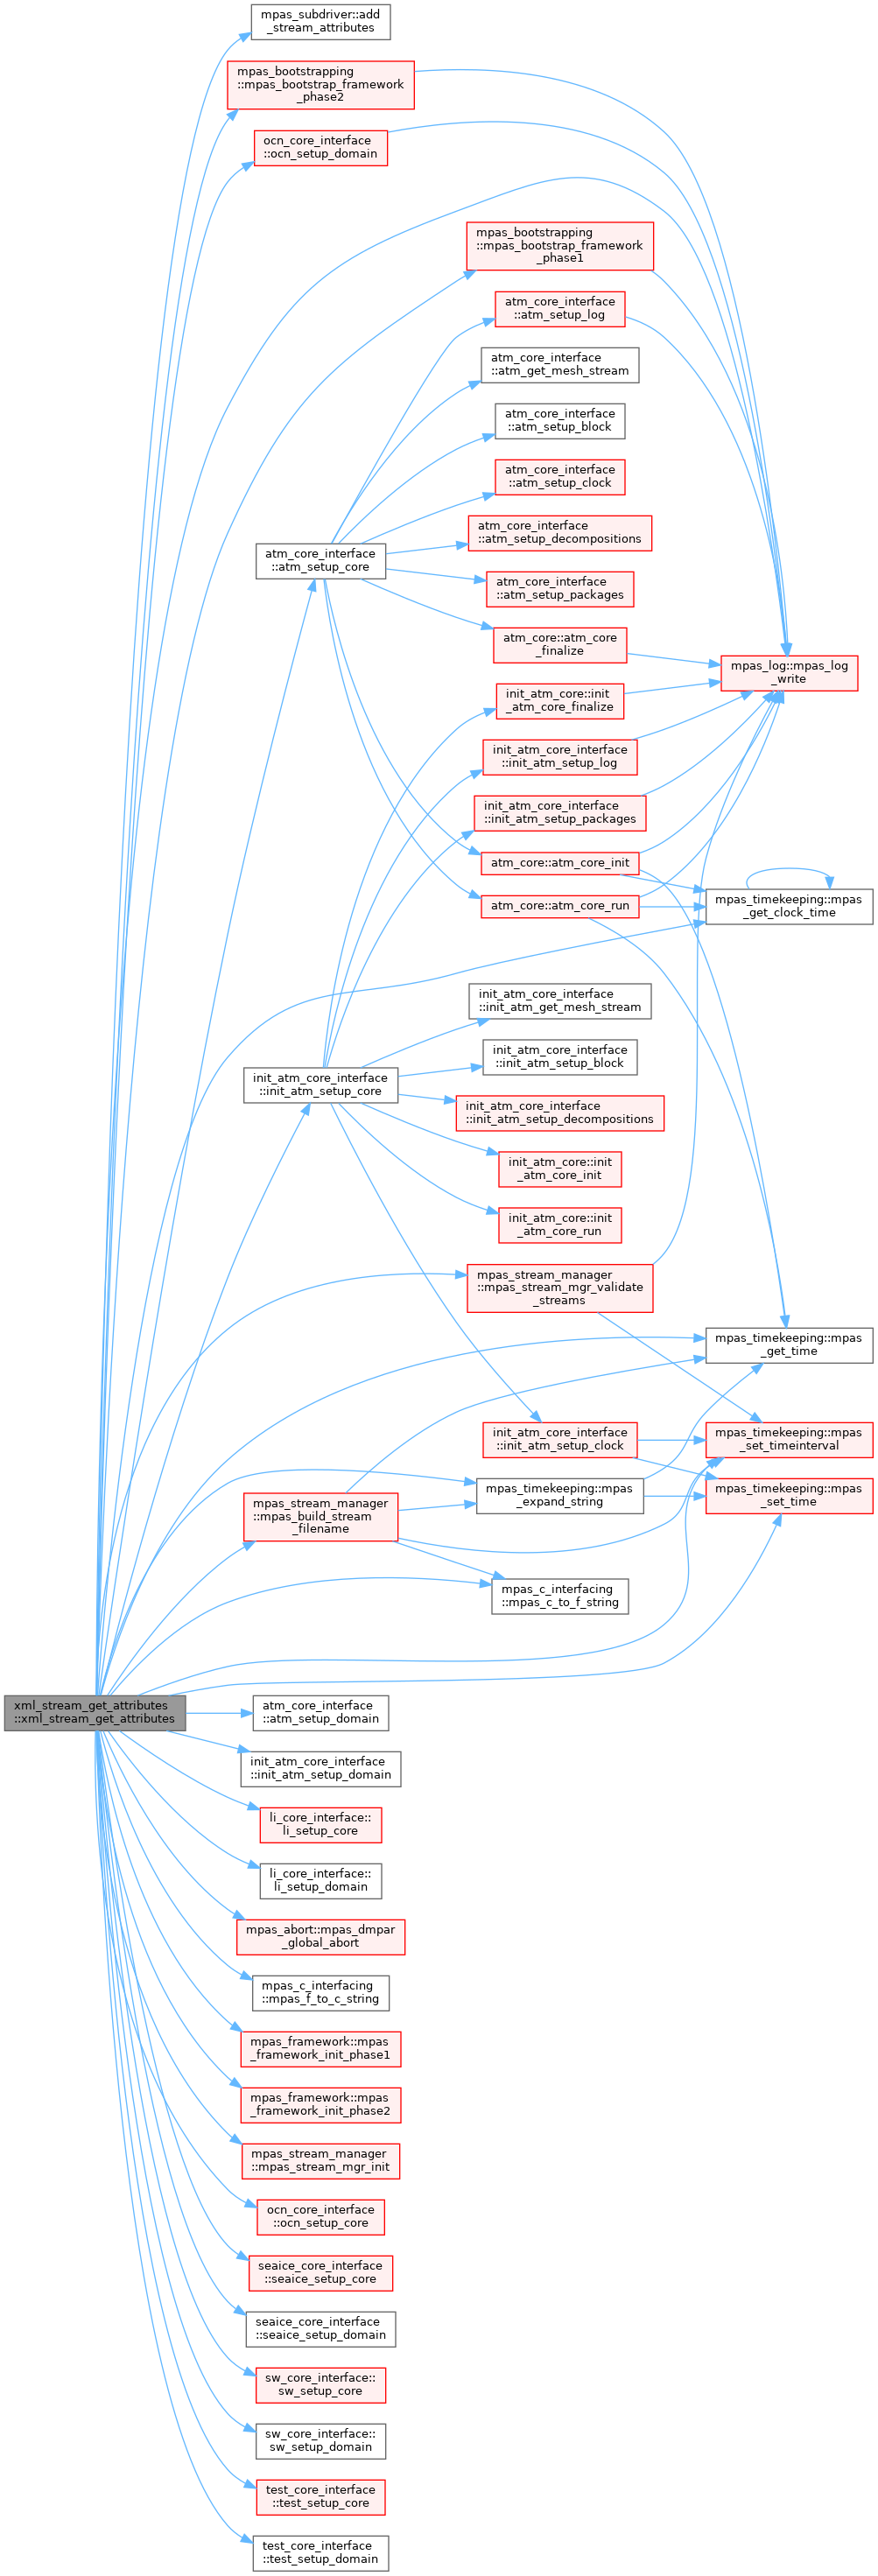 mpas_subdriver::add
_stream_attributes
mpas_bootstrapping
::mpas_bootstrap_framework
_phase2
ocn_core_interface
::ocn_setup_domain
mpas_bootstrapping
::mpas_bootstrap_framework
_phase1
atm_core_interface
::atm_setup_log
atm_core_interface
::atm_get_mesh_stream
atm_core_interface
::atm_setup_block
atm_core_interface
::atm_setup_clock
atm_core_interface
::atm_setup_decompositions
atm_core_interface
::atm_setup_core
atm_core_interface
::atm_setup_packages
atm_core::atm_core
_finalize
mpas_log::mpas_log
_write
init_atm_core::init
_atm_core_finalize
init_atm_core_interface
::init_atm_setup_log
init_atm_core_interface
::init_atm_setup_packages
atm_core::atm_core_init
atm_core::atm_core_run
mpas_timekeeping::mpas
_get_clock_time
init_atm_core_interface
::init_atm_get_mesh_stream
init_atm_core_interface
::init_atm_setup_block
init_atm_core_interface
::init_atm_setup_core
init_atm_core_interface
::init_atm_setup_decompositions
init_atm_core::init
_atm_core_init
init_atm_core::init
_atm_core_run
mpas_stream_manager
::mpas_stream_mgr_validate
_streams
mpas_timekeeping::mpas
_get_time
init_atm_core_interface
::init_atm_setup_clock
mpas_timekeeping::mpas
_set_timeinterval
mpas_stream_manager
::mpas_build_stream
_filename
mpas_timekeeping::mpas
_expand_string
mpas_timekeeping::mpas
_set_time
mpas_c_interfacing
::mpas_c_to_f_string
xml_stream_get_attributes
::xml_stream_get_attributes
atm_core_interface
::atm_setup_domain
init_atm_core_interface
::init_atm_setup_domain
li_core_interface::
li_setup_core
li_core_interface::
li_setup_domain
mpas_abort::mpas_dmpar
_global_abort
mpas_c_interfacing
::mpas_f_to_c_string
mpas_framework::mpas
_framework_init_phase1
mpas_framework::mpas
_framework_init_phase2
mpas_stream_manager
::mpas_stream_mgr_init
ocn_core_interface
::ocn_setup_core
seaice_core_interface
::seaice_setup_core
seaice_core_interface
::seaice_setup_domain
sw_core_interface::
sw_setup_core
sw_core_interface::
sw_setup_domain
test_core_interface
::test_setup_core
test_core_interface
::test_setup_domain